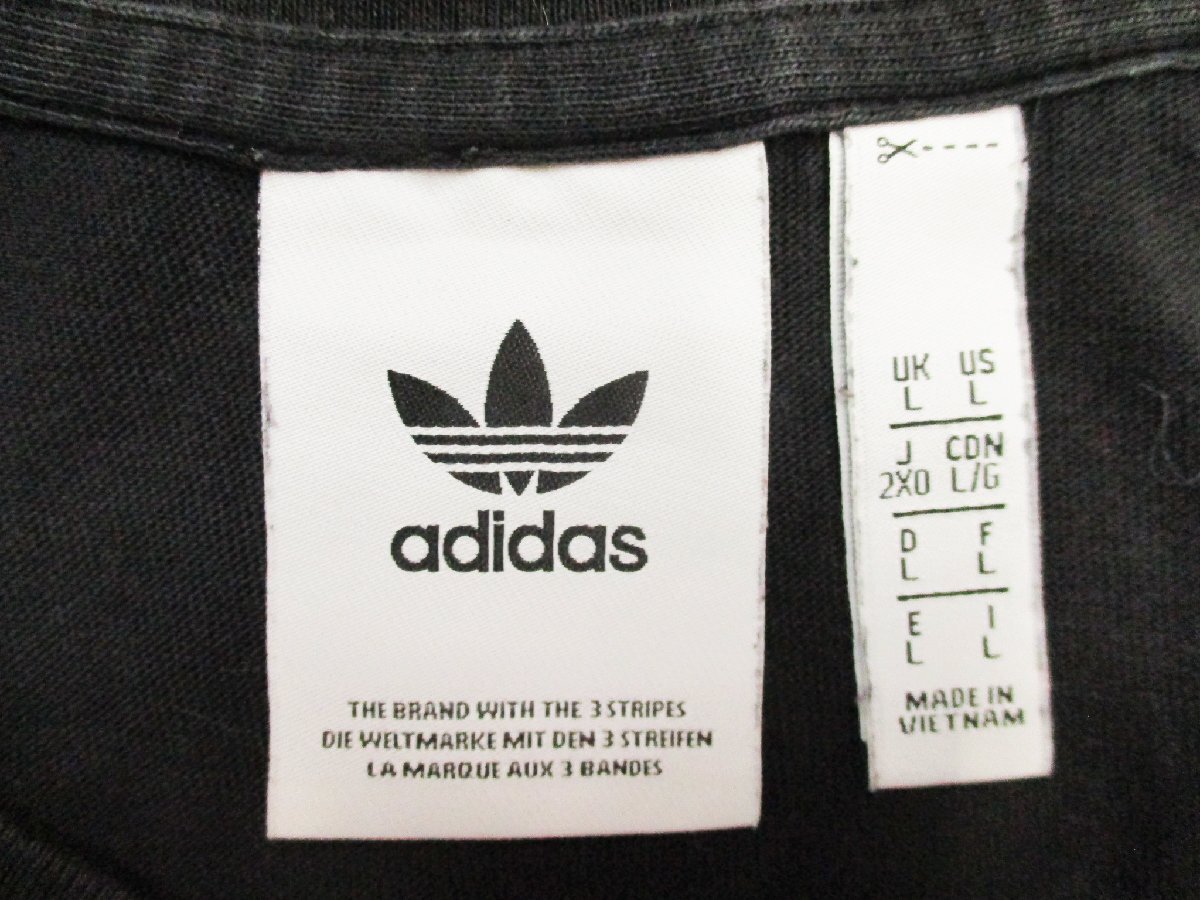 adidas
THE BRAND WITH THE 3 STRIPES
DIE WELTMARKE MIT DEN 3 STREIFEN
LA MARQUE AUX 3 BANDES
UK US
L L
J CDN
2XO L/G
D F
L L
E I
L L
MADE IN
VIETNAM